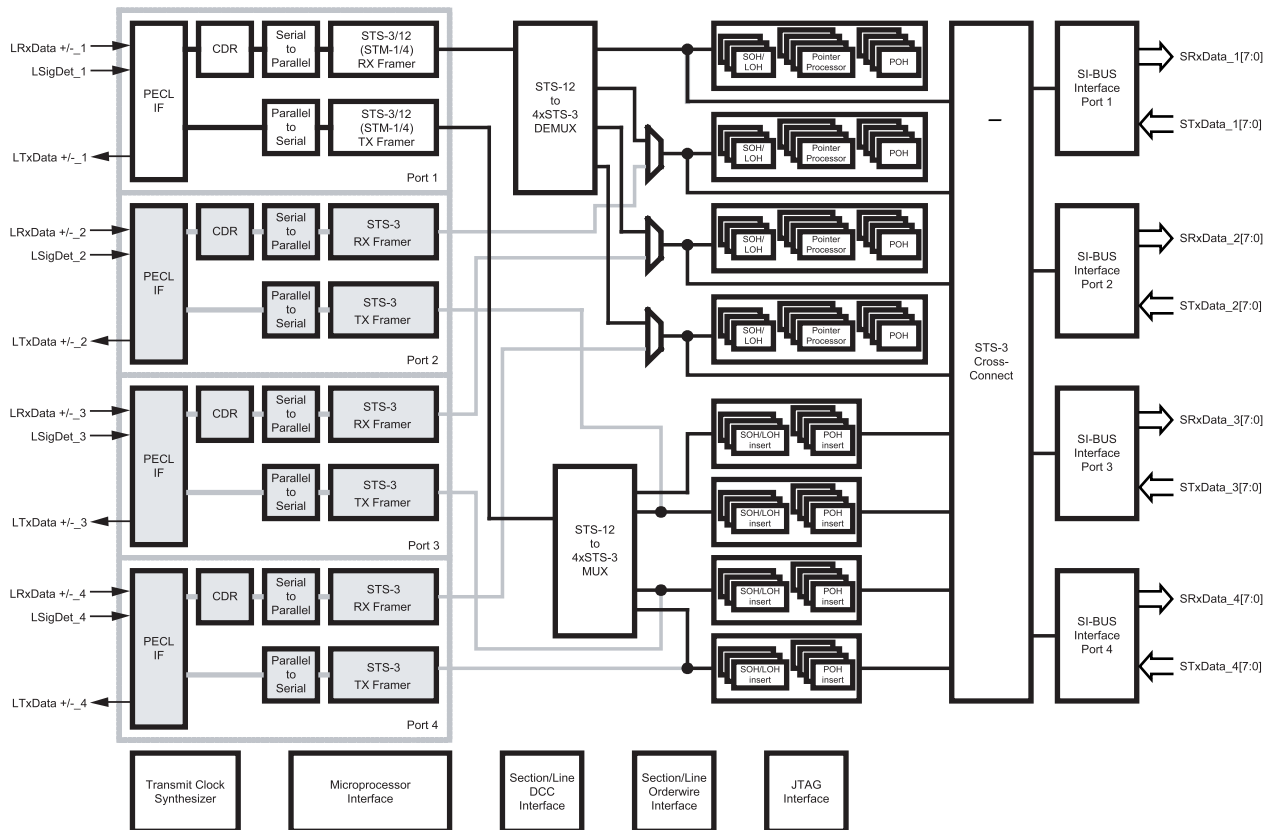 LRxData +/-_1
LSigDet_1
LTxData +/-_1
PECL
IF
CDR
Serial
to
Parallel
STS-3/12
(STM-1/4)
RX Framer
Parallel
to
Serial
STS-3/12
(STM-1/4)
TX Framer
Port 1
LRxData +/-_2
LSigDet_2
LTxData +/-_2
PECL
IF
CDR
Serial
to
Parallel
STS-3
RX Framer
Parallel
to
Serial
STS-3
TX Framer
Port 2
LRxData +/-_3
LSigDet_3
LTxData +/-_3
PECL
IF
CDR
Serial
to
Parallel
STS-3
RX Framer
Parallel
to
Serial
STS-3
TX Framer
Port 3
LRxData +/-_4
LSigDet_4
LTxData +/-_4
PECL
IF
CDR
Serial
to
Parallel
STS-3
RX Framer
Parallel
to
Serial
STS-3
TX Framer
Port 4
STS-12
to
4xSTS-3
DEMUX
STS-12
to
4xSTS-3
MUX
SOH/
LOH
Pointer
Processor
POH
SOH/
LOH
Pointer
Processor
POH
SOH/
LOH
Pointer
Processor
POH
SOH/
LOH
Pointer
Processor
POH
SOH/LOH
insert
POH
insert
SOH/LOH
insert
POH
insert
SOH/LOH
insert
POH
insert
SOH/LOH
insert
POH
insert
–
STS-3
Cross-
Connect
SI-BUS
Interface
Port 1
SRxData_1[7:0]
STxData_1[7:0]
SI-BUS
Interface
Port 2
SRxData_2[7:0]
STxData_2[7:0]
SI-BUS
Interface
Port 3
SRxData_3[7:0]
STxData_3[7:0]
SI-BUS
Interface
Port 4
SRxData_4[7:0]
STxData_4[7:0]
Transmit Clock
Synthesizer
Microprocessor
Interface
Section/Line
DCC
Interface
Section/Line
Orderwire
Interface
JTAG
Interface